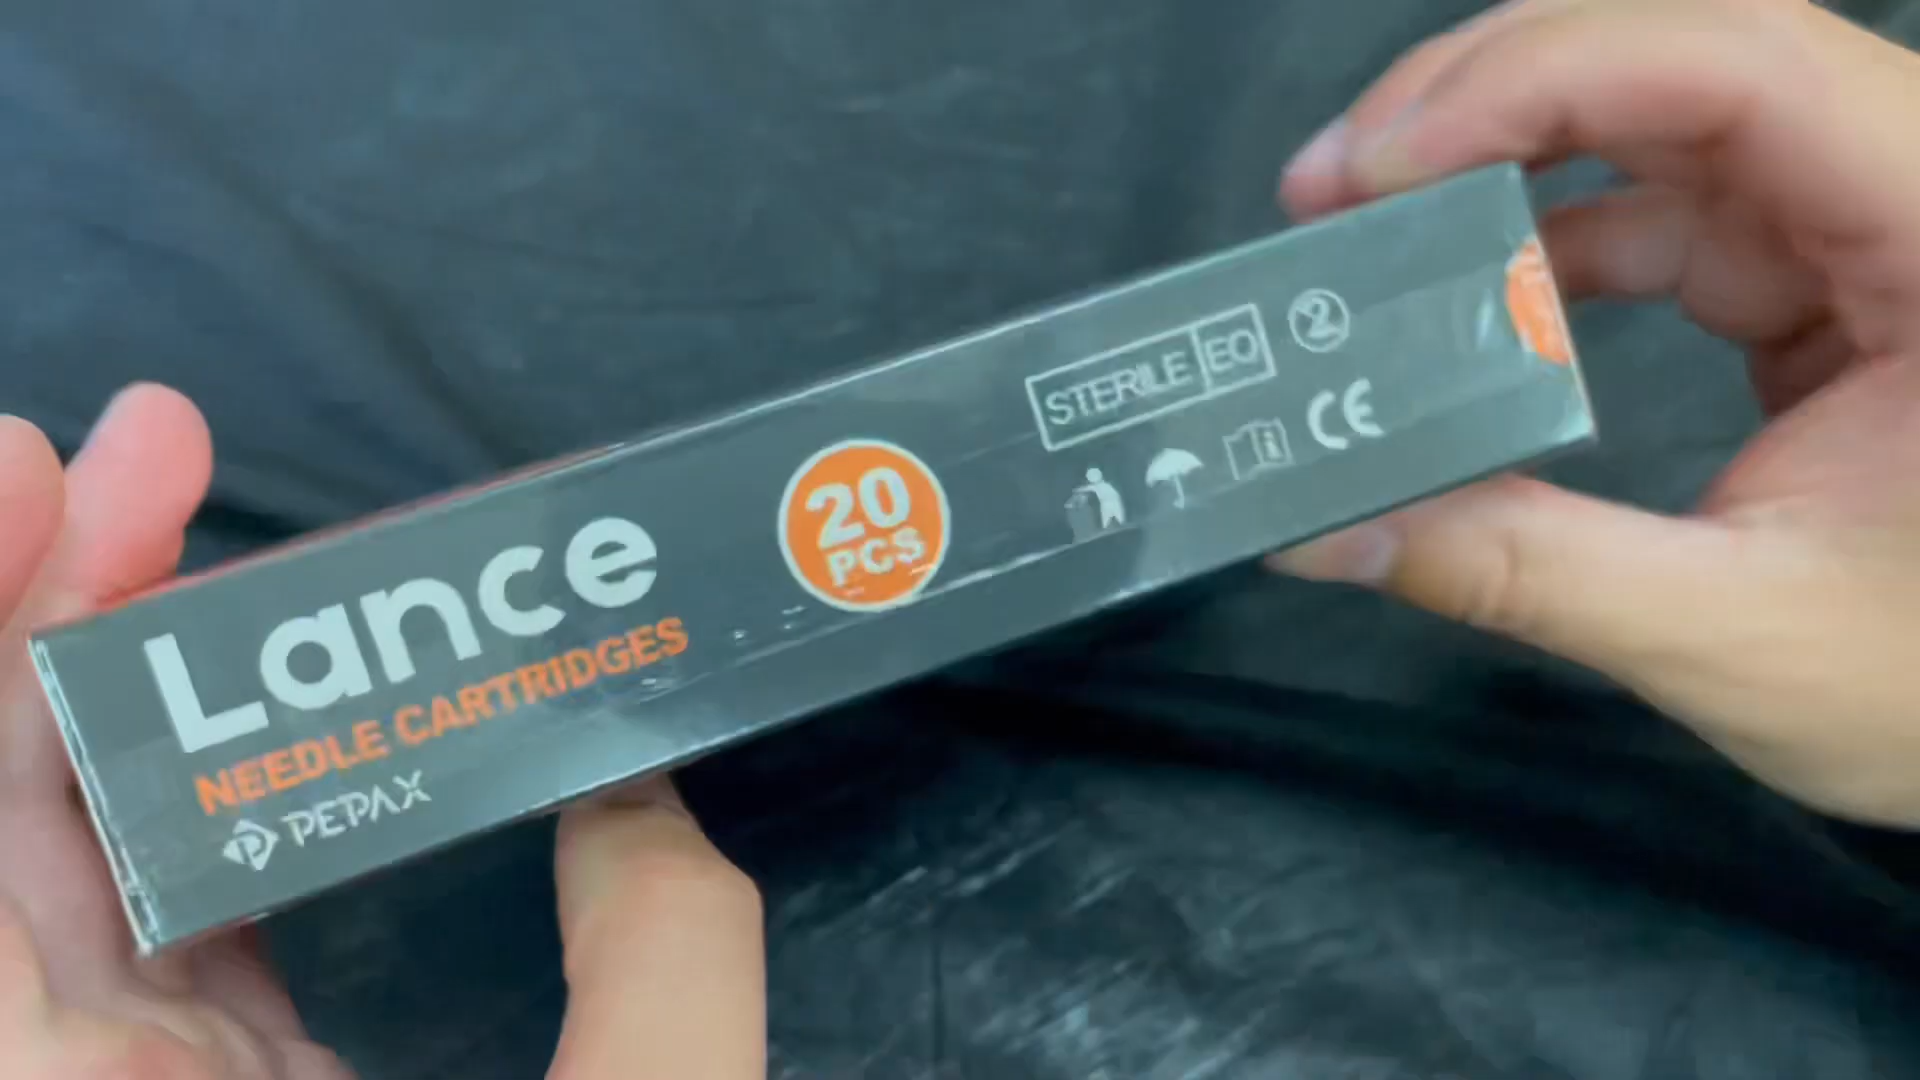 Lance
NEEDLE CARTRIDGES
PEPAX
20
PCS
STERILE EO
2
CE